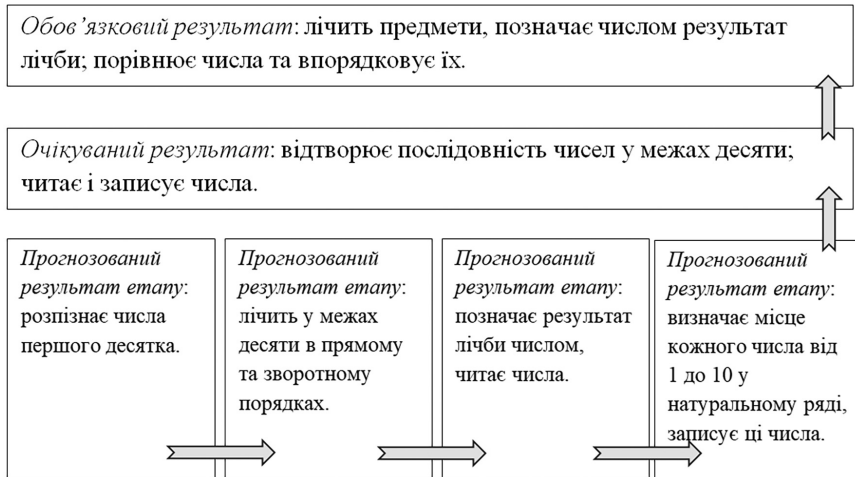 Обов’язковий результат: лічить предмети, позначає числом результат
лічби; порівнює числа та впорядковує їх.
Очікуваний результат: відтворює послідовність чисел у межах десяти;
читає і записує числа.
Прогнозований
результат етапу:
розпізнає числа
першого десятка.
Прогнозований
результат етапу:
лічить у межах
десяти в прямому
та зворотному
порядках.
Прогнозований
результат етапу:
позначає результат
лічби числом,
читає числа.
Прогнозований
результат етапу:
визначає місце
кожного числа від
1 до 10 у
натуральному ряді,
записує ці числа.